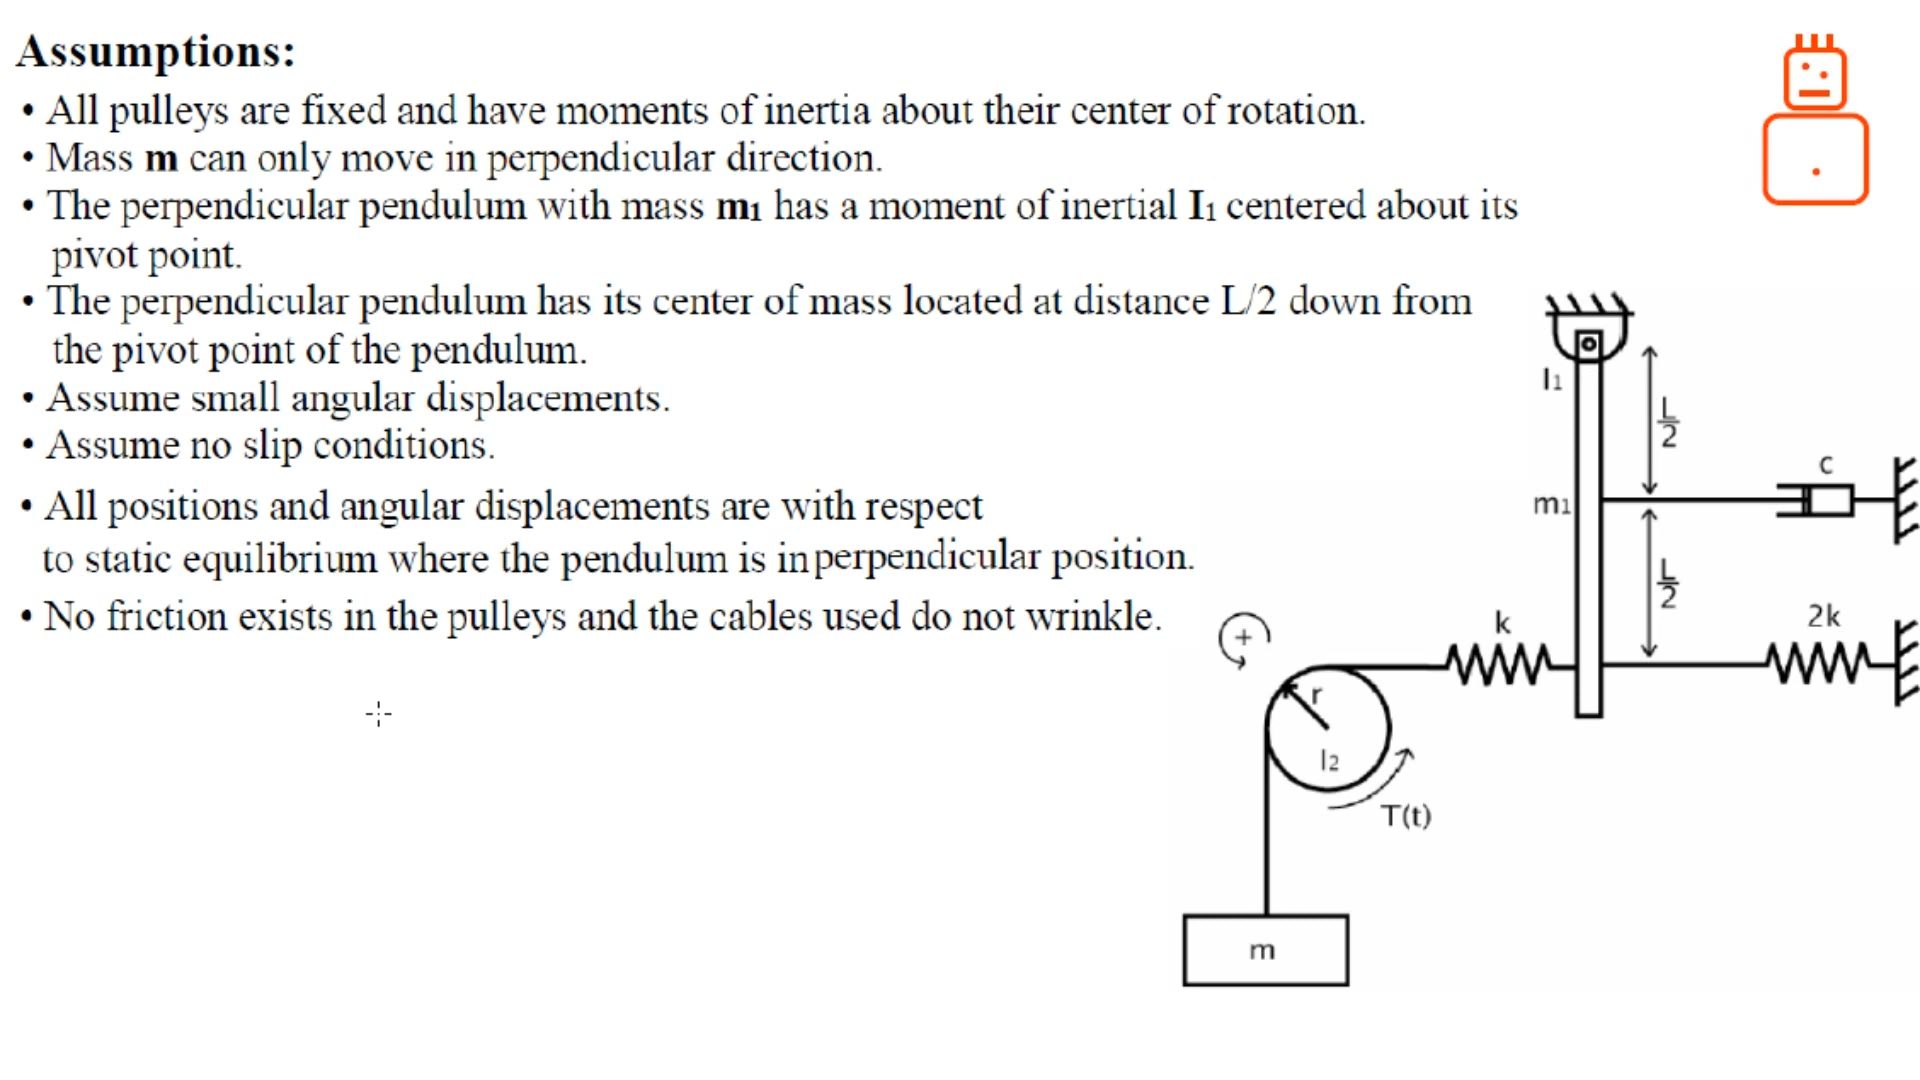 Assumptions:
• All pulleys are fixed and have moments of inertia about their center of rotation.
• Mass m can only move in perpendicular direction.
• The perpendicular pendulum with mass m₁ has a moment of inertial I₁ centered about its
pivot point.
• The perpendicular pendulum has its center of mass located at distance L/2 down from
the pivot point of the pendulum.
• Assume small angular displacements.
• Assume no slip conditions.
• All positions and angular displacements are with respect
to static equilibrium where the pendulum is in perpendicular position.
• No friction exists in the pulleys and the cables used do not wrinkle.
I₁
L/2
c
m₁
L/2
k
2k
+
r
I₂
T(t)
m